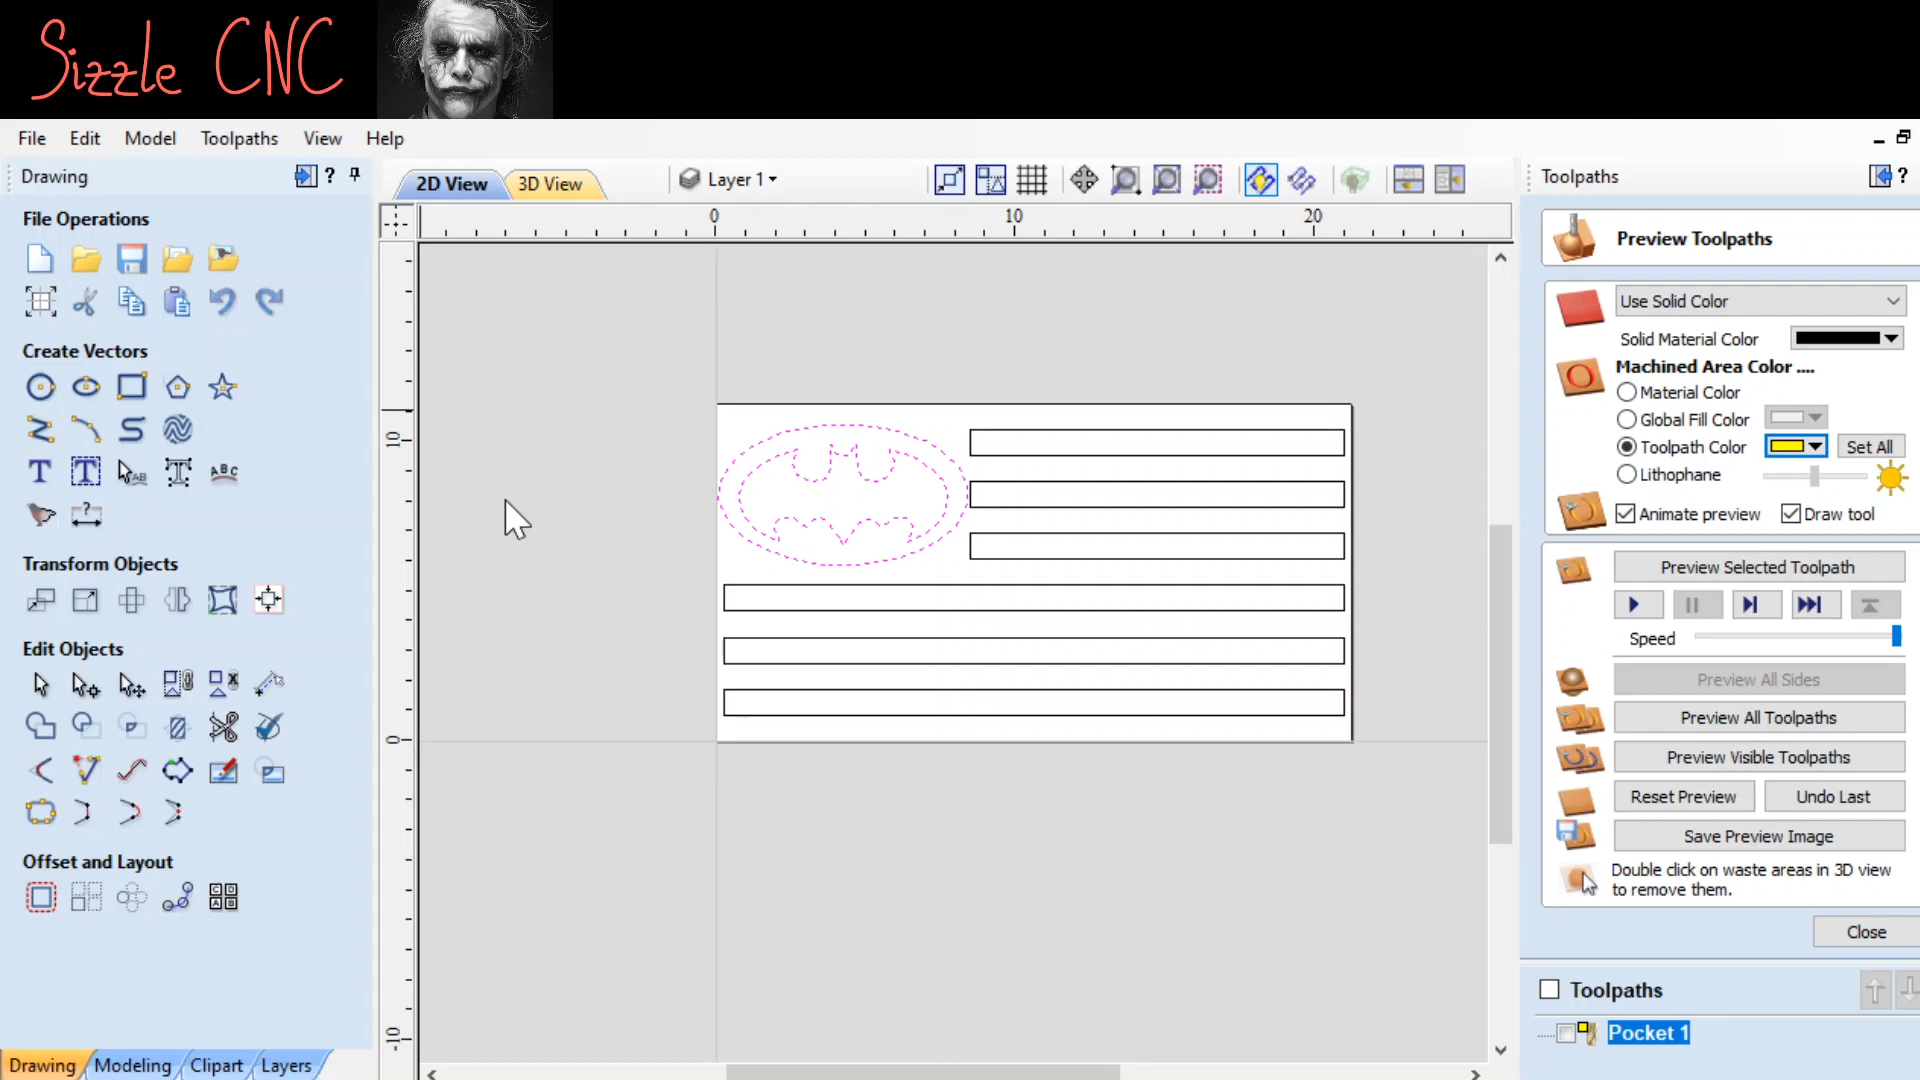 Sizzle CNC
File Edit Model Toolpaths View Help
Drawing ?
File Operations
Create Vectors
Transform Objects
Edit Objects
Offset and Layout
Drawing Modeling Clipart Layers
2D View 3D View Layer 1
0 10 20
10
0
-10
Toolpaths ?
Preview Toolpaths
Use Solid Color
Solid Material Color
Machined Area Color ....
Material Color
Global Fill Color
Toolpath Color Set All
Lithophane
Animate preview Draw tool
Preview Selected Toolpath
Speed
Preview All Sides
Preview All Toolpaths
Preview Visible Toolpaths
Reset Preview Undo Last
Save Preview Image
Double click on waste areas in 3D view
to remove them.
Close
Toolpaths
Pocket 1